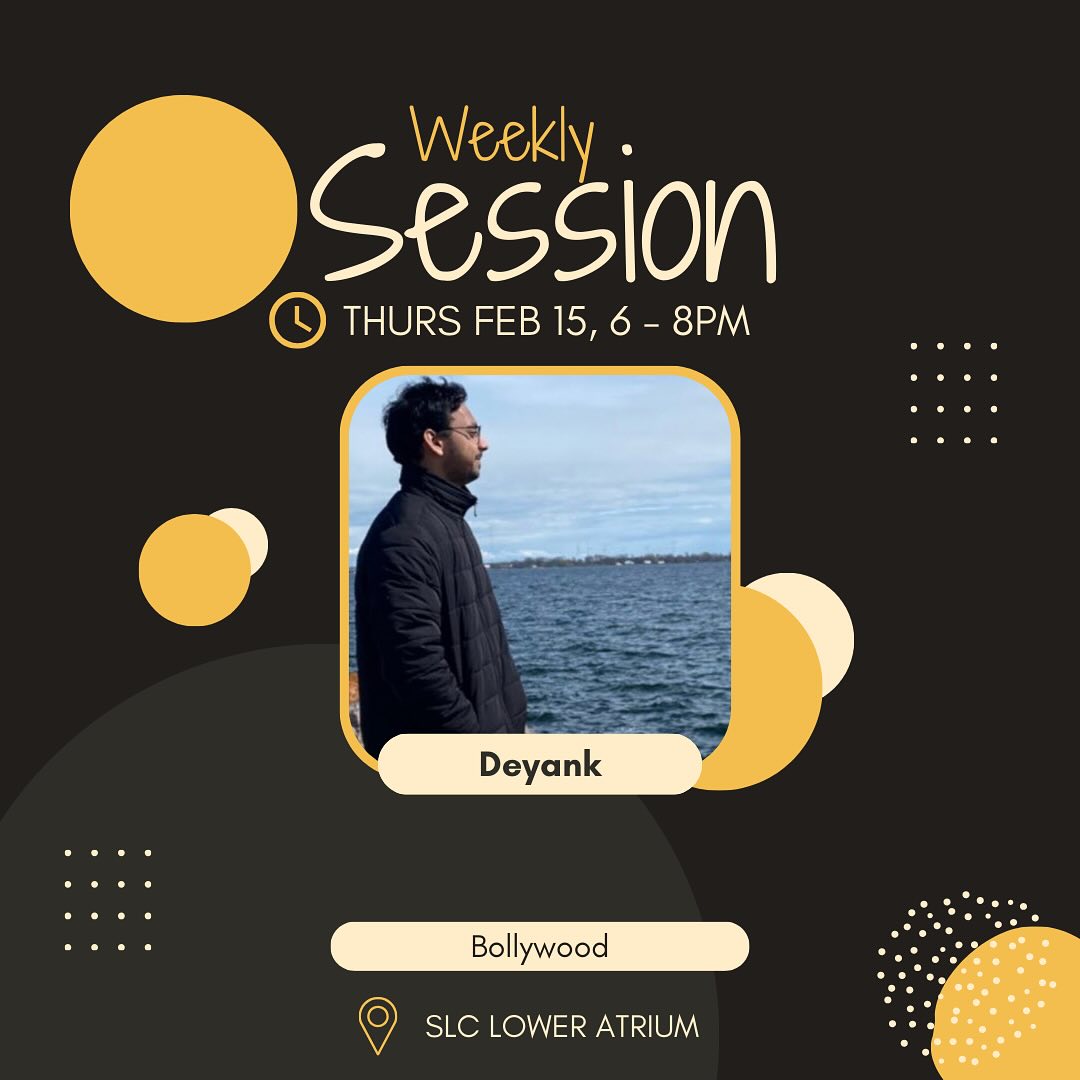 Weekly
Session
THURS FEB 15, 6 – 8PM
Deyank
Bollywood
SLC LOWER ATRIUM